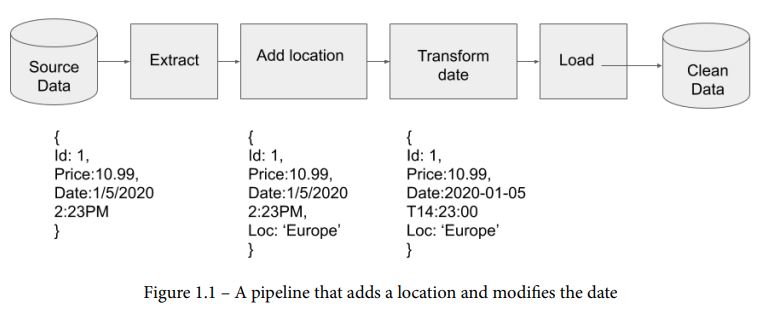 Source
Data
Extract
Add location
Transform
date
Load
Clean
Data
{
Id: 1,
Price:10.99,
Date:1/5/2020
2:23PM
}
{
Id: 1,
Price:10.99,
Date:1/5/2020
2:23PM,
Loc: ‘Europe’
}
{
Id: 1,
Price:10.99,
Date:2020-01-05
T14:23:00
Loc: ‘Europe’
}
Figure 1.1 – A pipeline that adds a location and modifies the date